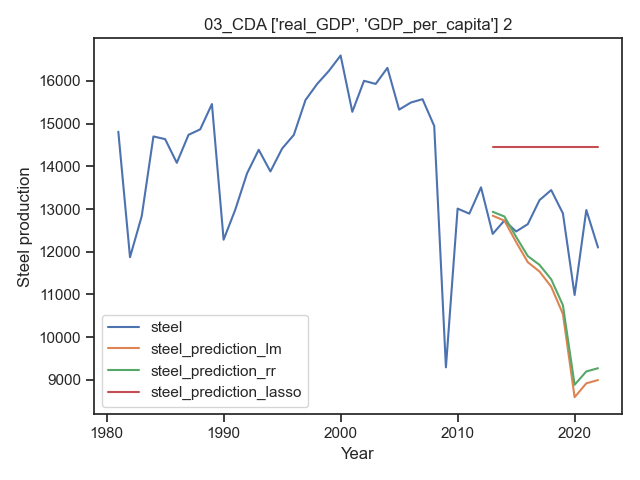 03_CDA ['real_GDP', 'GDP_per_capita'] 2
16000
15000
14000
13000
12000
11000
10000
9000
Steel production
steel
steel_prediction_lm
steel_prediction_rr
steel_prediction_lasso
1980
1990
2000
2010
2020
Year